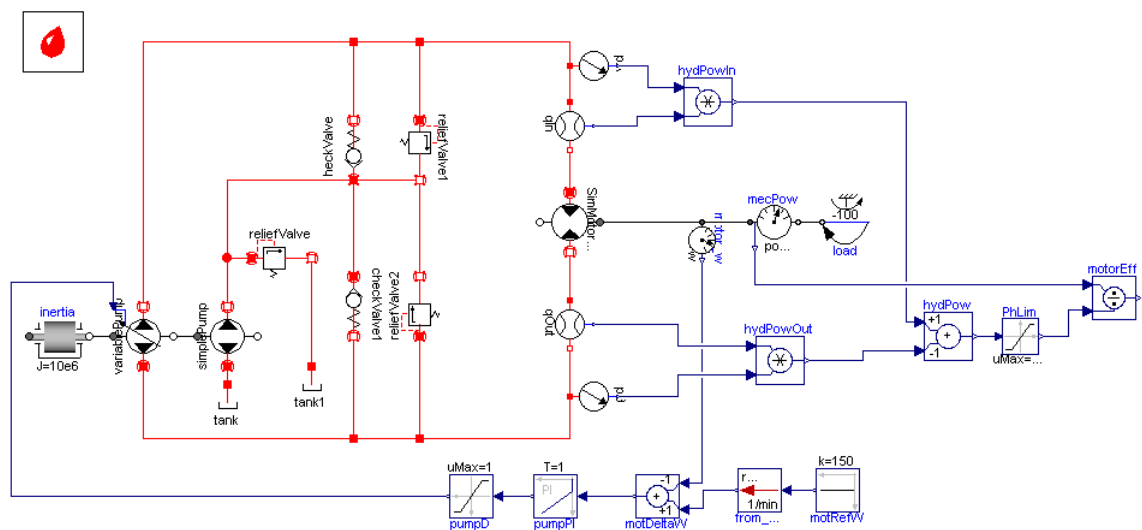 hydPowIn
p_A
qIn
heckValve
reliefValve1
SimMotor...
mecPow
-100
po...
load
motor_w
w
reliefValve
motorEff
inertia
J=10e6
variablePump
simplePump
checkValve1
reliefValve2
qOut
hydPowOut
hydPow
+1
-1
PhLim
uMax=...
tank1
tank
uMax=1
pumpD
T=1
PI
pumpPI
-1
+1
motDeltaW
r...
1/min
from_...
k=150
motRefW